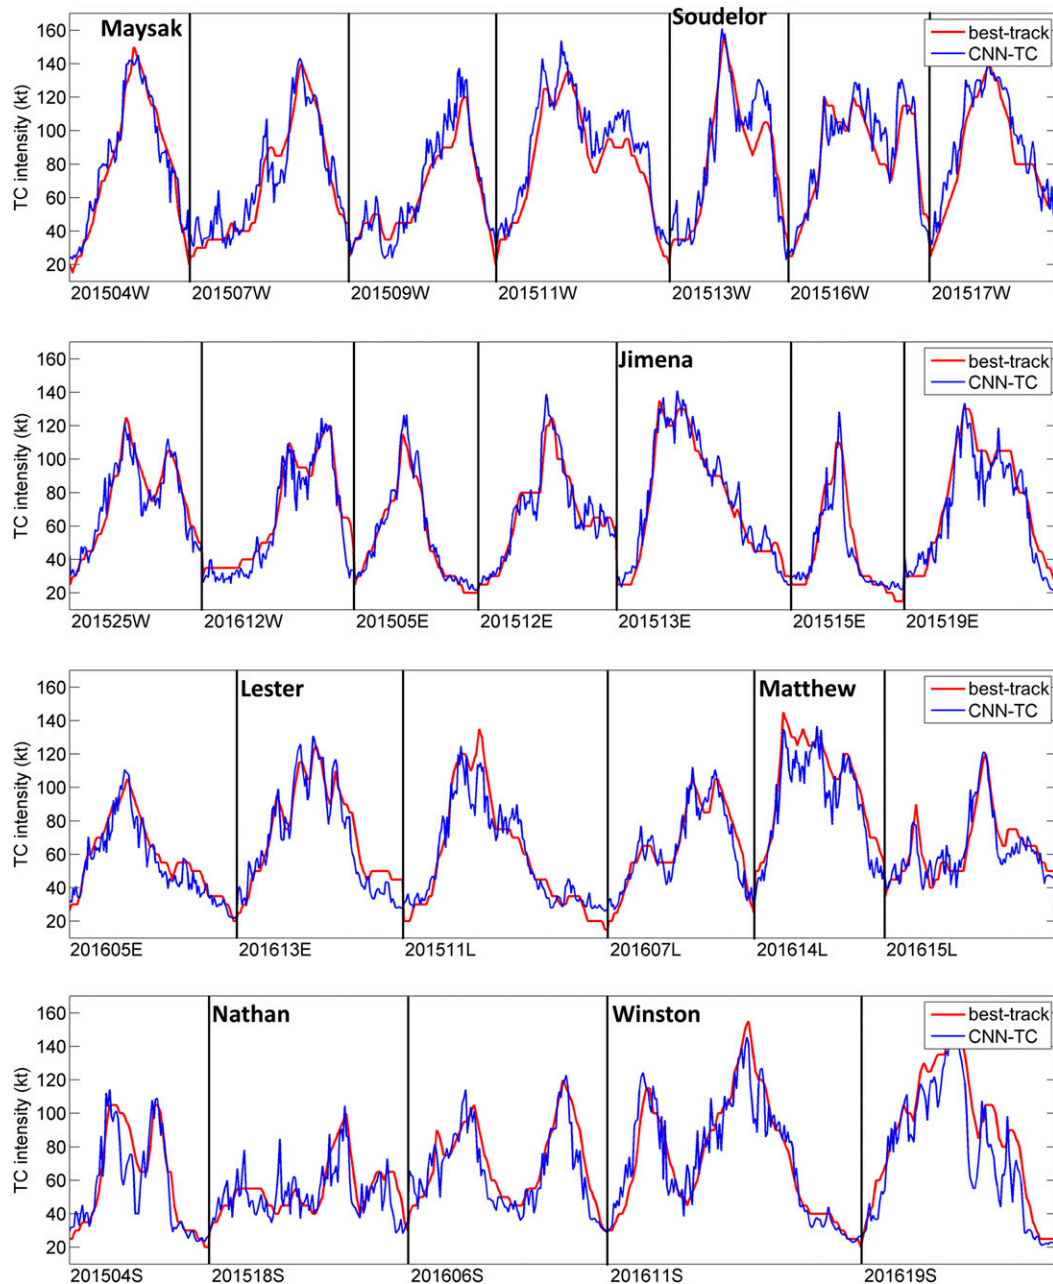 Maysak
Soudelor
best-track
CNN-TC
TC intensity (kt)
160
140
120
100
80
60
40
20
201504W
201507W
201509W
201511W
201513W
201516W
201517W
Jimena
best-track
CNN-TC
TC intensity (kt)
160
140
120
100
80
60
40
20
201525W
201612W
201505E
201512E
201513E
201515E
201519E
Lester
Matthew
best-track
CNN-TC
TC intensity (kt)
160
140
120
100
80
60
40
20
201605E
201613E
201511L
201607L
201614L
201615L
Nathan
Winston
best-track
CNN-TC
TC intensity (kt)
160
140
120
100
80
60
40
20
201504S
201518S
201606S
201611S
201619S